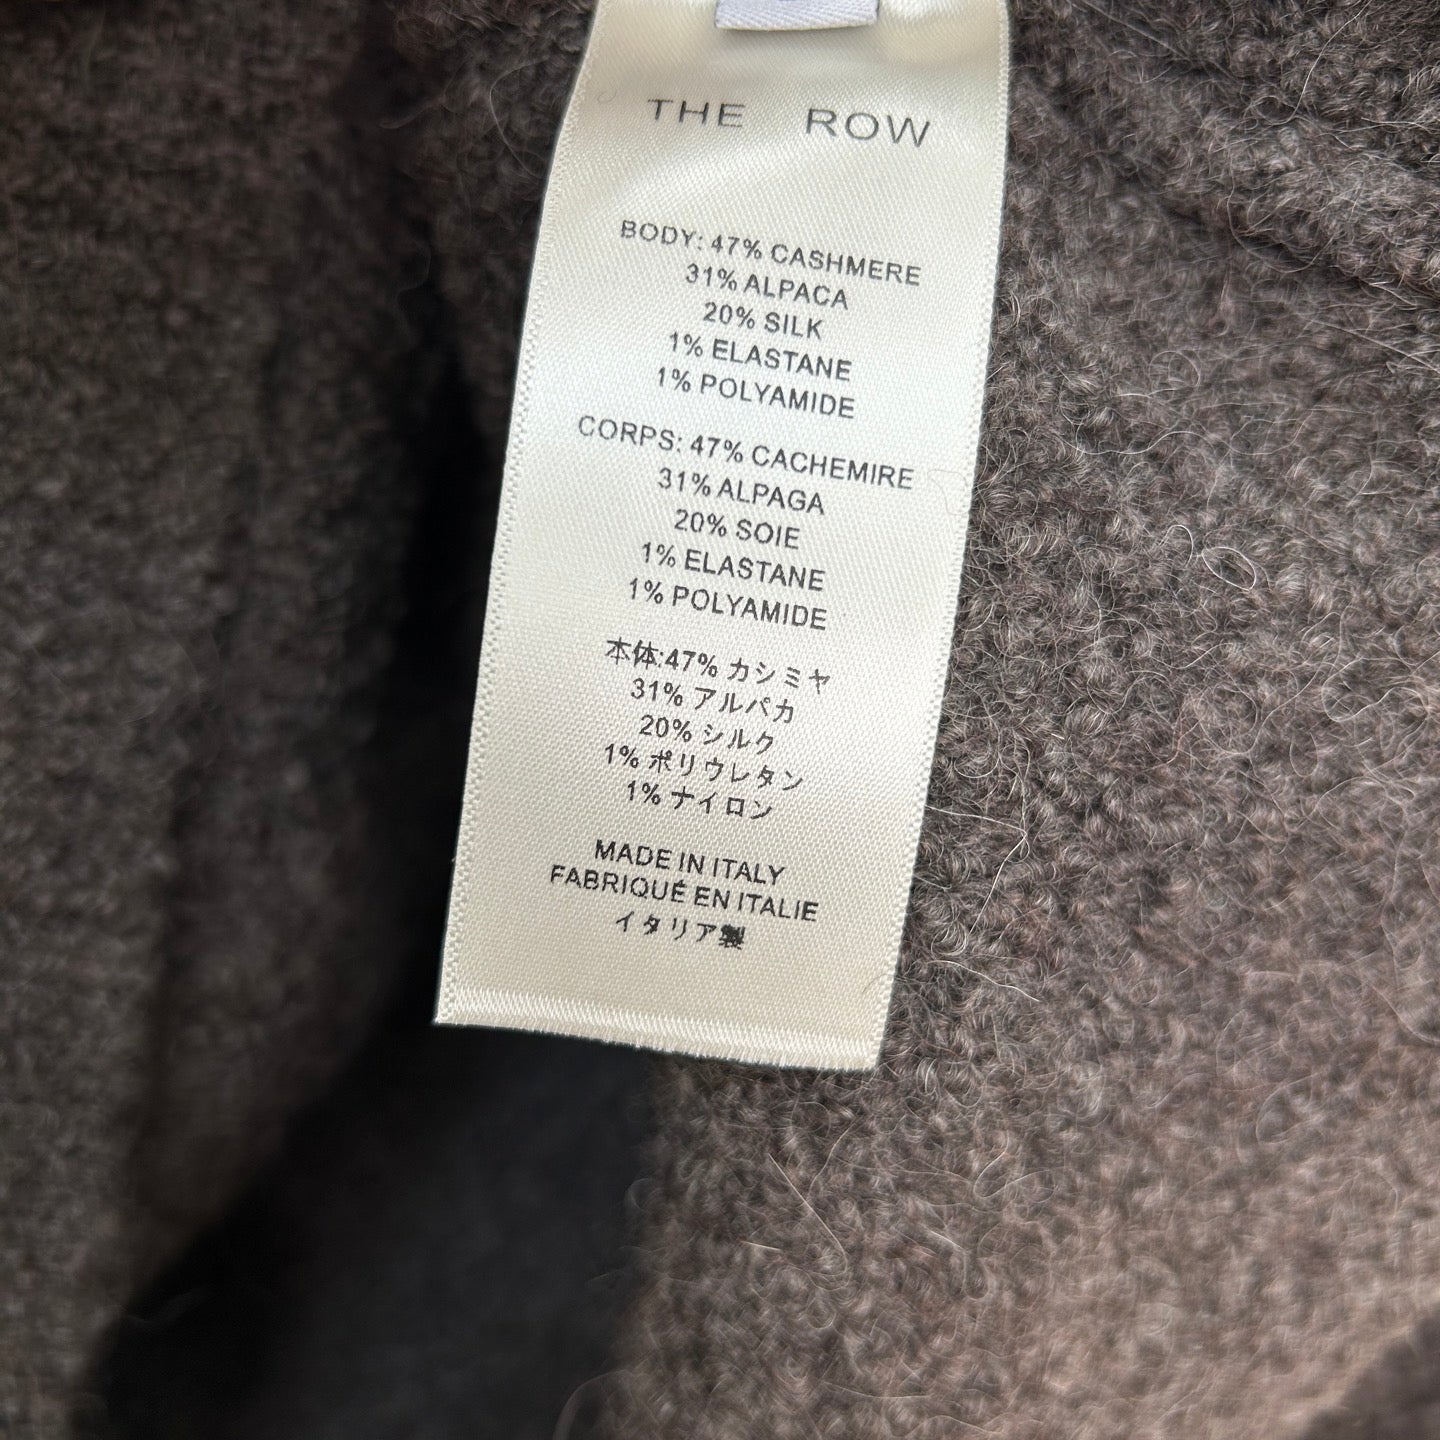 THE ROW
BODY: 47% CASHMERE
31% ALPACA
20% SILK
1% ELASTANE
1% POLYAMIDE
CORPS: 47% CACHEMIRE
31% ALPAGA
20% SOIE
1% ELASTANE
1% POLYAMIDE
本体:47% カシミヤ
31% アルパカ
20% シルク
1% ポリウレタン
1% ナイロン
MADE IN ITALY
FABRIQUÉ EN ITALIE
イタリア製